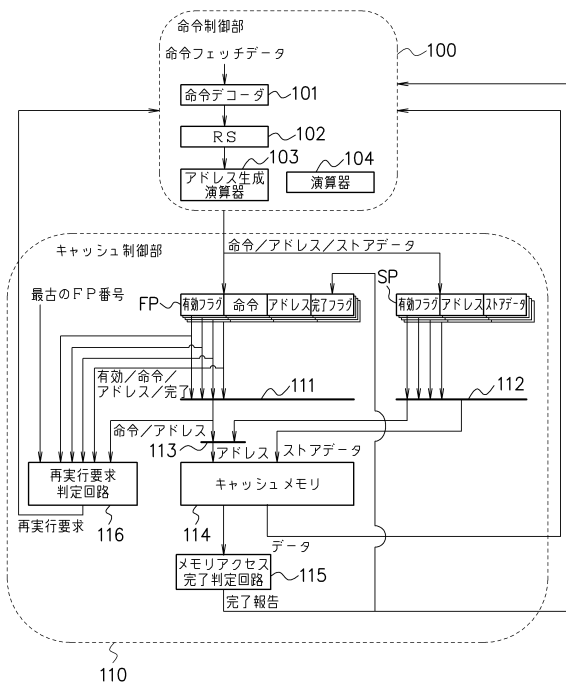 命令制御部
100
命令フェッチデータ
命令デコーダ
101
RS
102
103
104
アドレス生成
演算器
演算器
キャッシュ制御部
命令／アドレス／ストアデータ
最古のFP番号
FP
有効フラグ
命令
アドレス
完了フラグ
SP
有効フラグ
アドレス
ストアデータ
有効／命令／
アドレス／完了
111
112
命令／アドレス
113
アドレス
ストアデータ
再実行要求
判定回路
キャッシュメモリ
再実行要求
116
114
データ
メモリアクセス
完了判定回路
115
完了報告
110